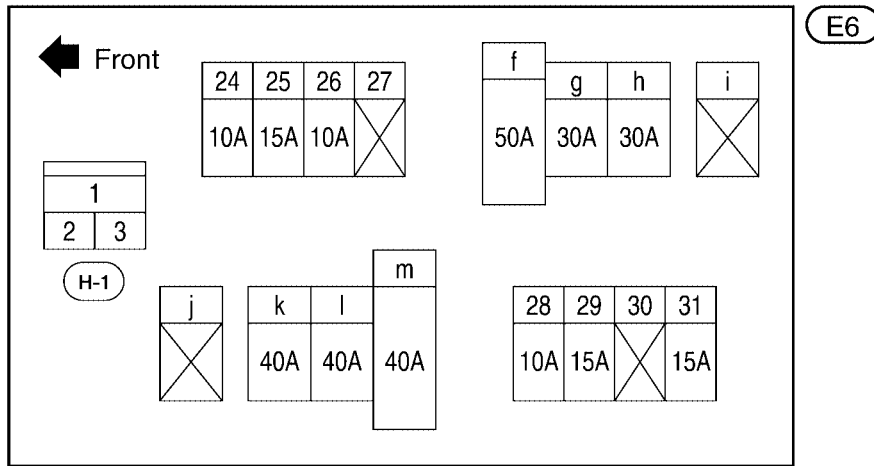 E6
Front
24 25 26 27
10A 15A 10A
f
g h
50A 30A 30A
i
1
2 3
H-1
j
k l
40A 40A
m
40A
28 29 30 31
10A 15A 15A